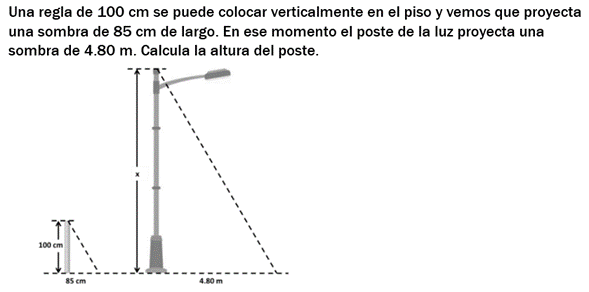 Una regla de 100 cm se puede colocar verticalmente en el piso y vemos que proyecta
una sombra de 85 cm de largo. En ese momento el poste de la luz proyecta una
sombra de 4.80 m. Calcula la altura del poste.
x
100 cm
85 cm
4.80 m